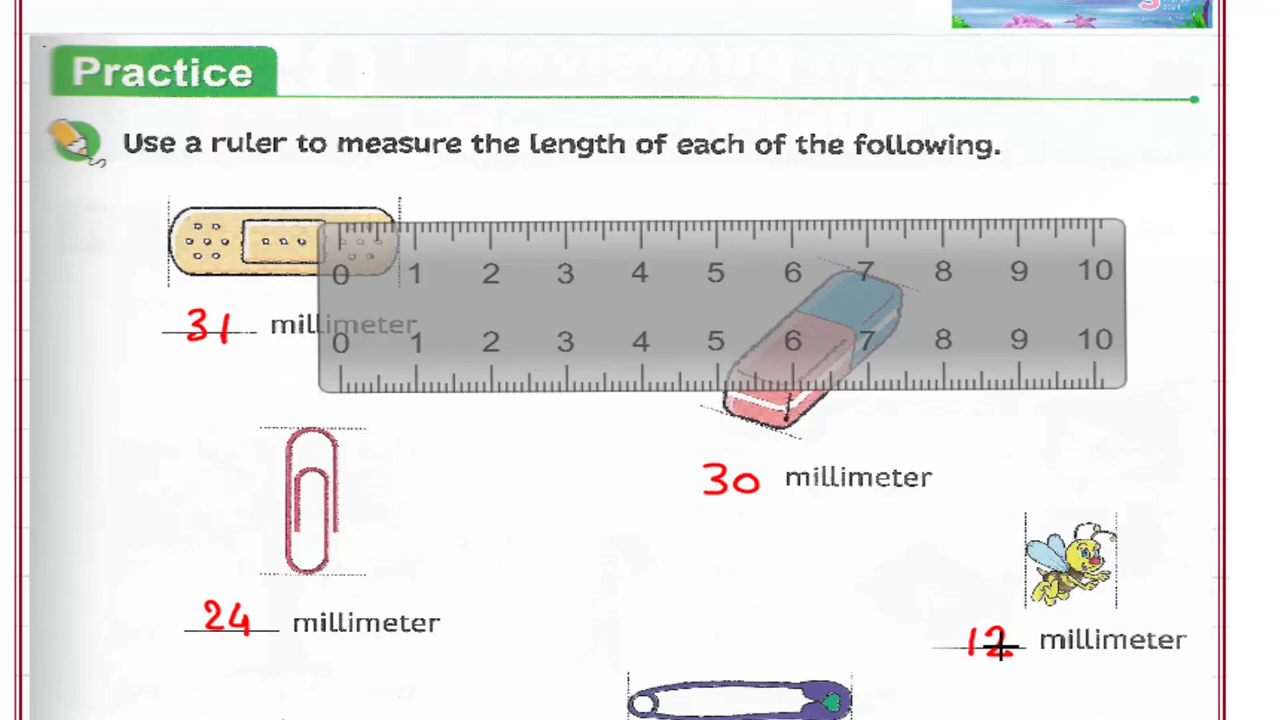 Practice
Use a ruler to measure the length of each of the following.
0 1 2 3 4 5 6 7 8 9 10
31 millimeter
0 1 2 3 4 5 6 7 8 9 10
30 millimeter
24 millimeter
12 millimeter